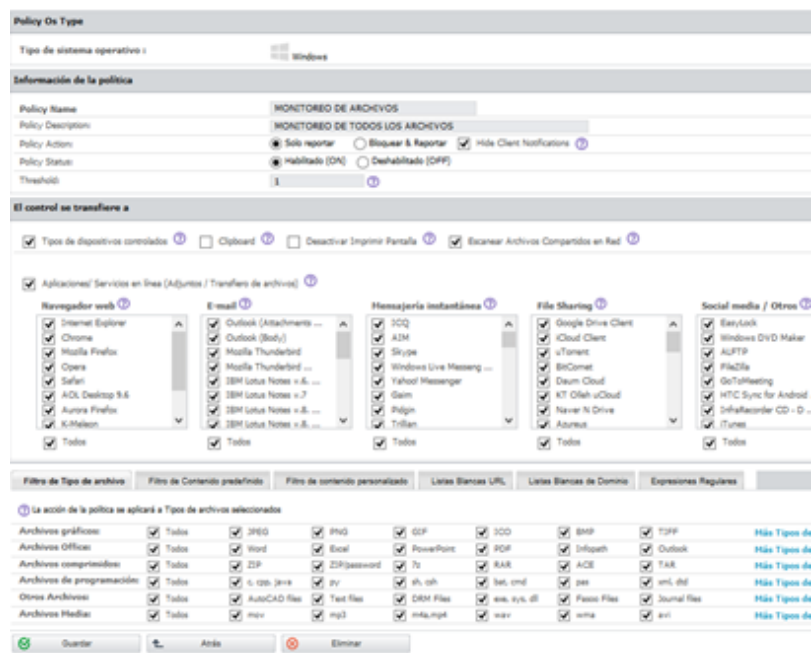 Policy Os Type
Tipo de sistema operativo :
Windows
Información de la política
Policy Name MONITOREO DE ARCHIVOS
Policy Description: MONITOREO DE TODOS LOS ARCHIVOS
Policy Action: Solo reportar Bloquear & Reportar Hide Client Notifications
Policy Status: Habilitado (ON) Deshabilitado (OFF)
Threshold: 1
El control se transfiere a
Tipos de dispositivos controlados Clipboard Desactivar Imprimir Pantalla Escanear Archivos Compartidos en Red
Aplicaciones/ Servicios en línea (Adjuntos / Transfiero de archivos)
Navegador web
Internet Explorer
Chrome
Mozilla Firefox
Opera
Safari
AOL Desktop 9.6
Aurora Firefox
K-Meleon
Todos
E-mail
Outlook (Attachments ...
Outlook (Body)
Mozilla Thunderbird
Mozilla Thunderbird ...
IBM Lotus Notes v.6. ...
IBM Lotus Notes v.7
IBM Lotus Notes v.8. ...
IBM Lotus Notes v.8. ...
Todos
Mensajería instantánea
ICQ
AIM
Skype
Windows Live Messeng ...
Yahoo! Messenger
Gaim
Pidgin
Trillian
Todos
File Sharing
Google Drive Client
iCloud Client
uTorrent
BitComet
Daum Cloud
KT Olleh uCloud
Naver N Drive
Azureus
Todos
Social media / Otros
EasyLock
Windows DVD Maker
ALFTP
FileZilla
GoToMeeting
HTC Sync for Android
InfraRecorder CD - D ...
iTunes
Todos
Filtro de Tipo de archivo Filtro de Contenido predefinido Filtro de contenido personalizado Listas Blancas URL Listas Blancas de Dominio Expresiones Regulares
La acción de la política se aplicará a Tipos de archivos seleccionados
Archivos gráficos: Todos JPEG PNG GIF ICO BMP TIFF Más Tipos de
Archivos Office: Todos Word Excel PowerPoint PDF Infopath Outlook Más Tipos de
Archivos comprimidos: Todos ZIP ZIP/password 7z RAR ACE TAR Más Tipos de
Archivos de programación: Todos c, cpp, java py sh, csh bat, cmd pas xml, dtd Más Tipos de
Otros Archivos: Todos AutoCAD files Text files DRM Files exe, sys, dll Fasoo Files Journal files Más Tipos de
Archivos Media: Todos mov mp3 m4a,mp4 wav wma avi Más Tipos de
Guardar Atrás Eliminar